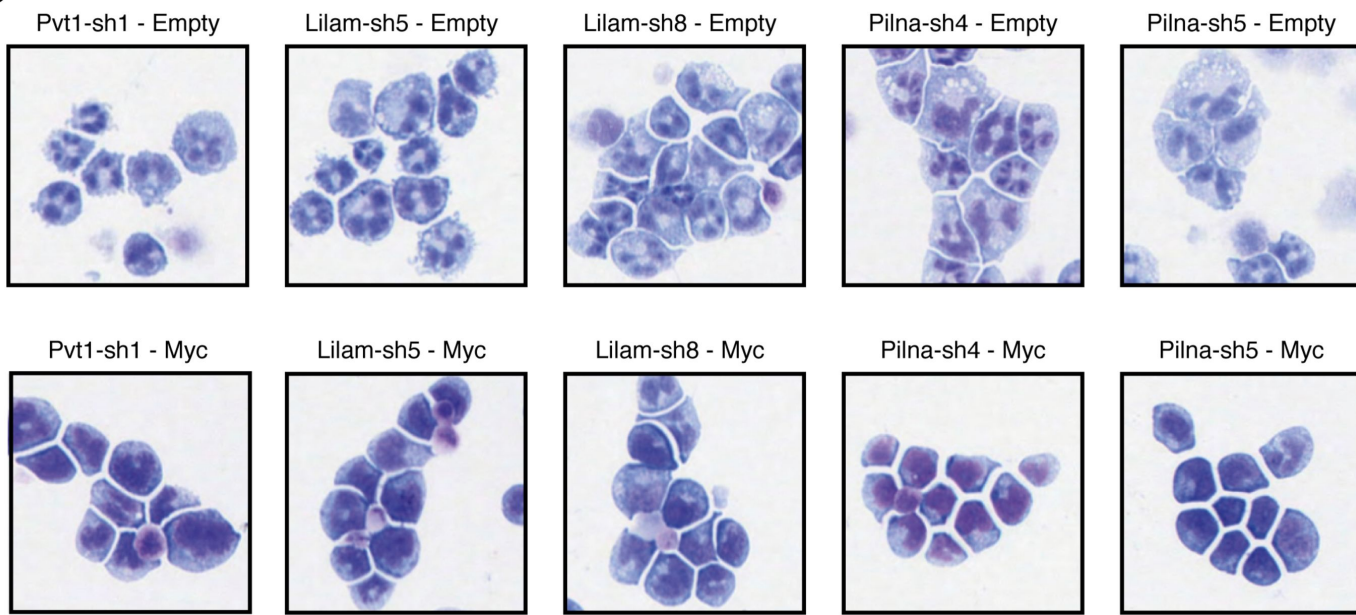 Pvt1-sh1 - Empty
Lilam-sh5 - Empty
Lilam-sh8 - Empty
Pilna-sh4 - Empty
Pilna-sh5 - Empty
Pvt1-sh1 - Myc
Lilam-sh5 - Myc
Lilam-sh8 - Myc
Pilna-sh4 - Myc
Pilna-sh5 - Myc